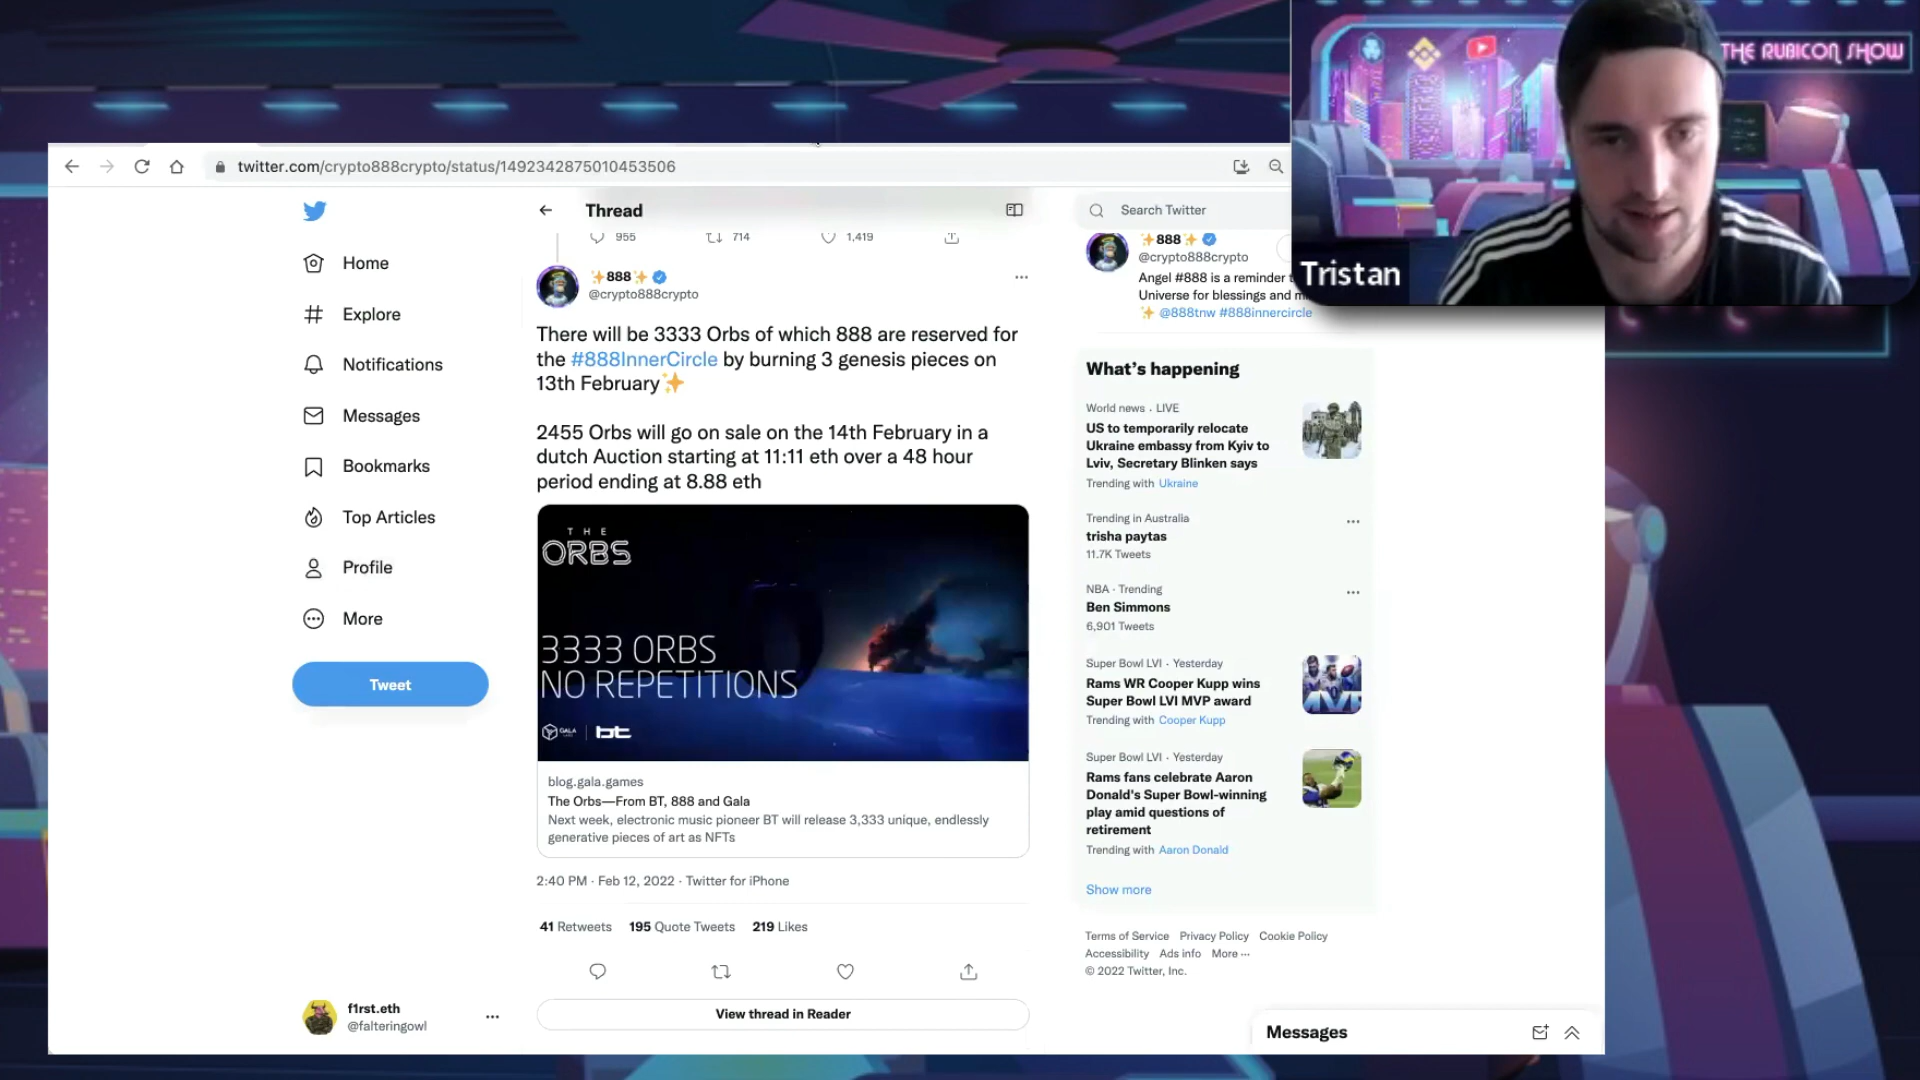 THE RUBICON SHOW
Tristan
twitter.com/crypto888crypto/status/1492342875010453506
Home
Explore
Notifications
Messages
Bookmarks
Top Articles
Profile
More
Tweet
f1rst.eth
@falteringowl
Thread
955 714 1,419
✨888✨
@crypto888crypto
There will be 3333 Orbs of which 888 are reserved for
the #888InnerCircle by burning 3 genesis pieces on
13th February✨
2455 Orbs will go on sale on the 14th February in a
dutch Auction starting at 11:11 eth over a 48 hour
period ending at 8.88 eth
THE
ORBS
3333 ORBS
NO REPETITIONS
GALA
bt
blog.gala.games
The Orbs—From BT, 888 and Gala
Next week, electronic music pioneer BT will release 3,333 unique, endlessly
generative pieces of art as NFTs
2:40 PM · Feb 12, 2022 · Twitter for iPhone
41 Retweets 195 Quote Tweets 219 Likes
View thread in Reader
Search Twitter
✨888✨
@crypto888crypto
Angel #888 is a reminder
Universe for blessings and
✨ @888tnw #888innercircle
What's happening
World news · LIVE
US to temporarily relocate
Ukraine embassy from Kyiv to
Lviv, Secretary Blinken says
Trending with Ukraine
Trending in Australia
trisha paytas
11.7K Tweets
NBA · Trending
Ben Simmons
6,901 Tweets
Super Bowl LVI · Yesterday
Rams WR Cooper Kupp wins
Super Bowl LVI MVP award
Trending with Cooper Kupp
Super Bowl LVI · Yesterday
Rams fans celebrate Aaron
Donald's Super Bowl-winning
play amid questions of
retirement
Trending with Aaron Donald
Show more
Terms of Service Privacy Policy Cookie Policy
Accessibility Ads info More ···
© 2022 Twitter, Inc.
Messages